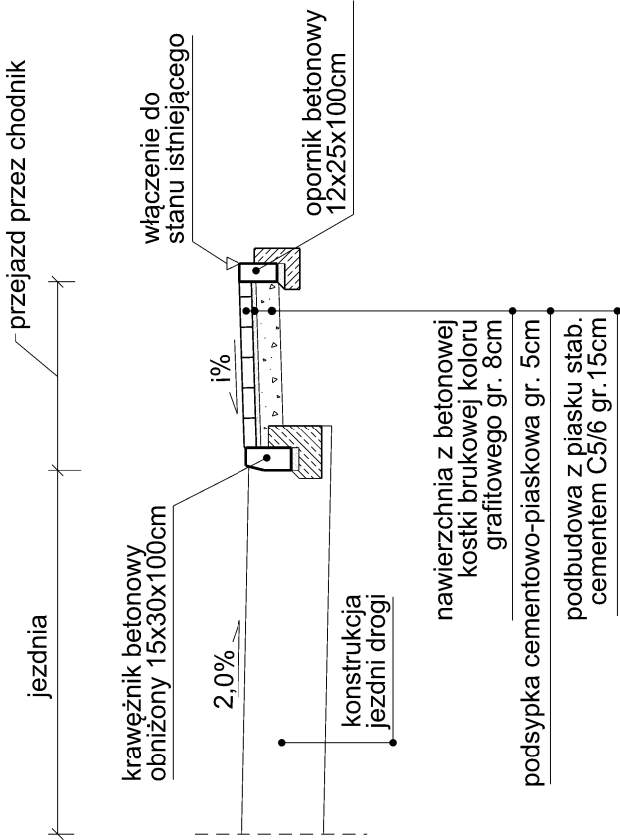 jezdnia
przejazd przez chodnik
krawężnik betonowy
obniżony 15x30x100cm
włączenie do
stanu istniejącego
opornik betonowy
12x25x100cm
2,0%
i%
konstrukcja
jezdni drogi
nawierzchnia z betonowej
kostki brukowej koloru
grafitowego gr. 8cm
podsypka cementowo-piaskowa gr. 5cm
podbudowa z piasku stab.
cementem C5/6 gr.15cm